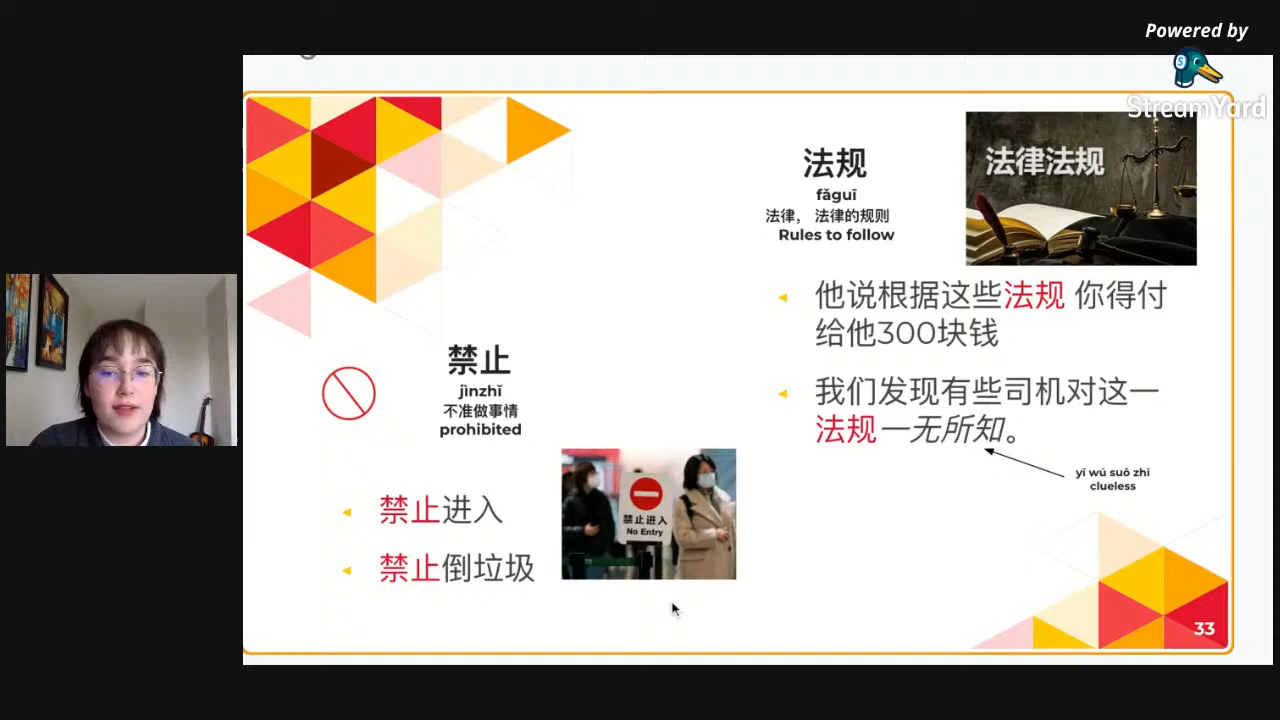 Powered by
StreamYard
法规
fǎguī
法律， 法律的规则
Rules to follow
法律法规
他说根据这些法规 你得付
给他300块钱
我们发现有些司机对这一
法规一无所知。
yī wú suǒ zhī
clueless
禁止
jìnzhǐ
不准做事情
prohibited
禁止进入
No Entry
禁止进入
禁止倒垃圾
33